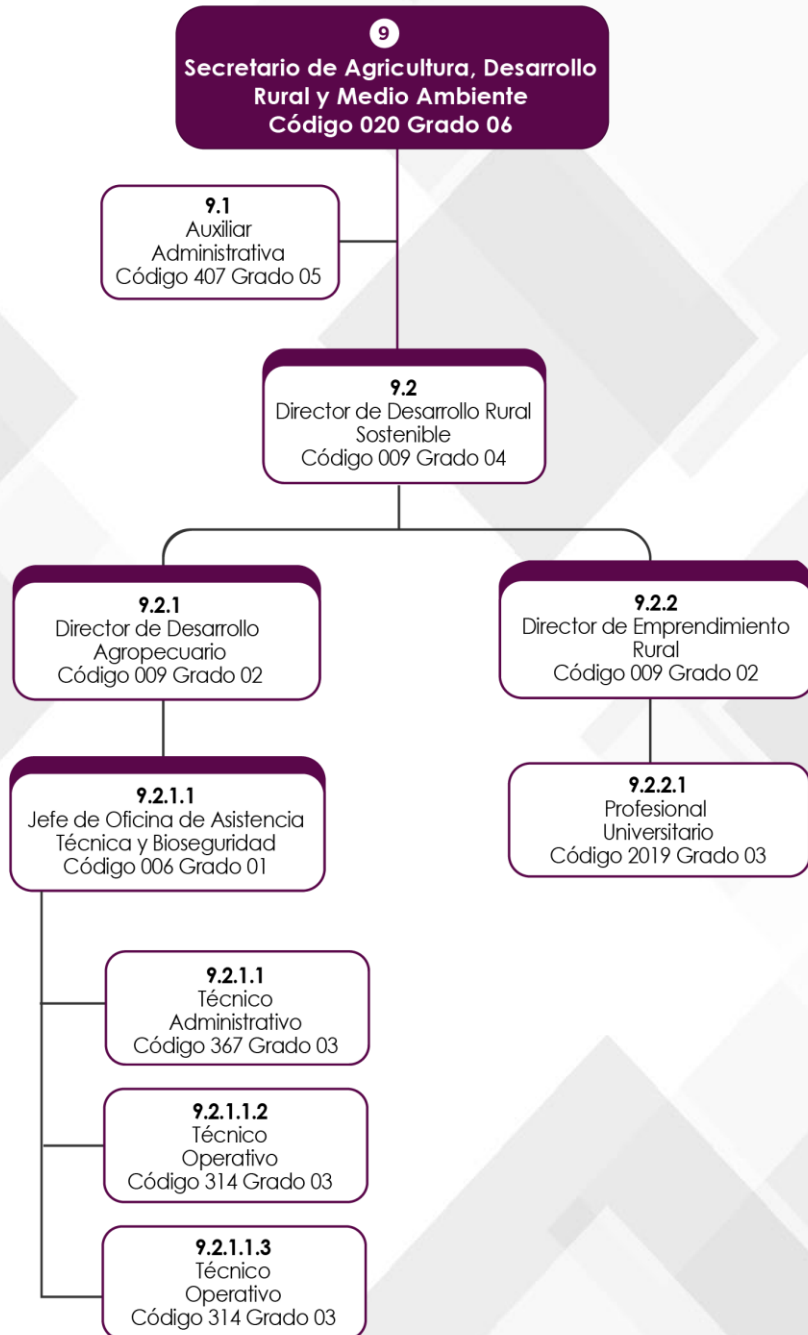 9
Secretario de Agricultura, Desarrollo
Rural y Medio Ambiente
Código 020 Grado 06
9.1
Auxiliar
Administrativa
Código 407 Grado 05
9.2
Director de Desarrollo Rural
Sostenible
Código 009 Grado 04
9.2.1
Director de Desarrollo
Agropecuario
Código 009 Grado 02
9.2.2
Director de Emprendimiento
Rural
Código 009 Grado 02
9.2.1.1
Jefe de Oficina de Asistencia
Técnica y Bioseguridad
Código 006 Grado 01
9.2.2.1
Profesional
Universitario
Código 2019 Grado 03
9.2.1.1
Técnico
Administrativo
Código 367 Grado 03
9.2.1.1.2
Técnico
Operativo
Código 314 Grado 03
9.2.1.1.3
Técnico
Operativo
Código 314 Grado 03